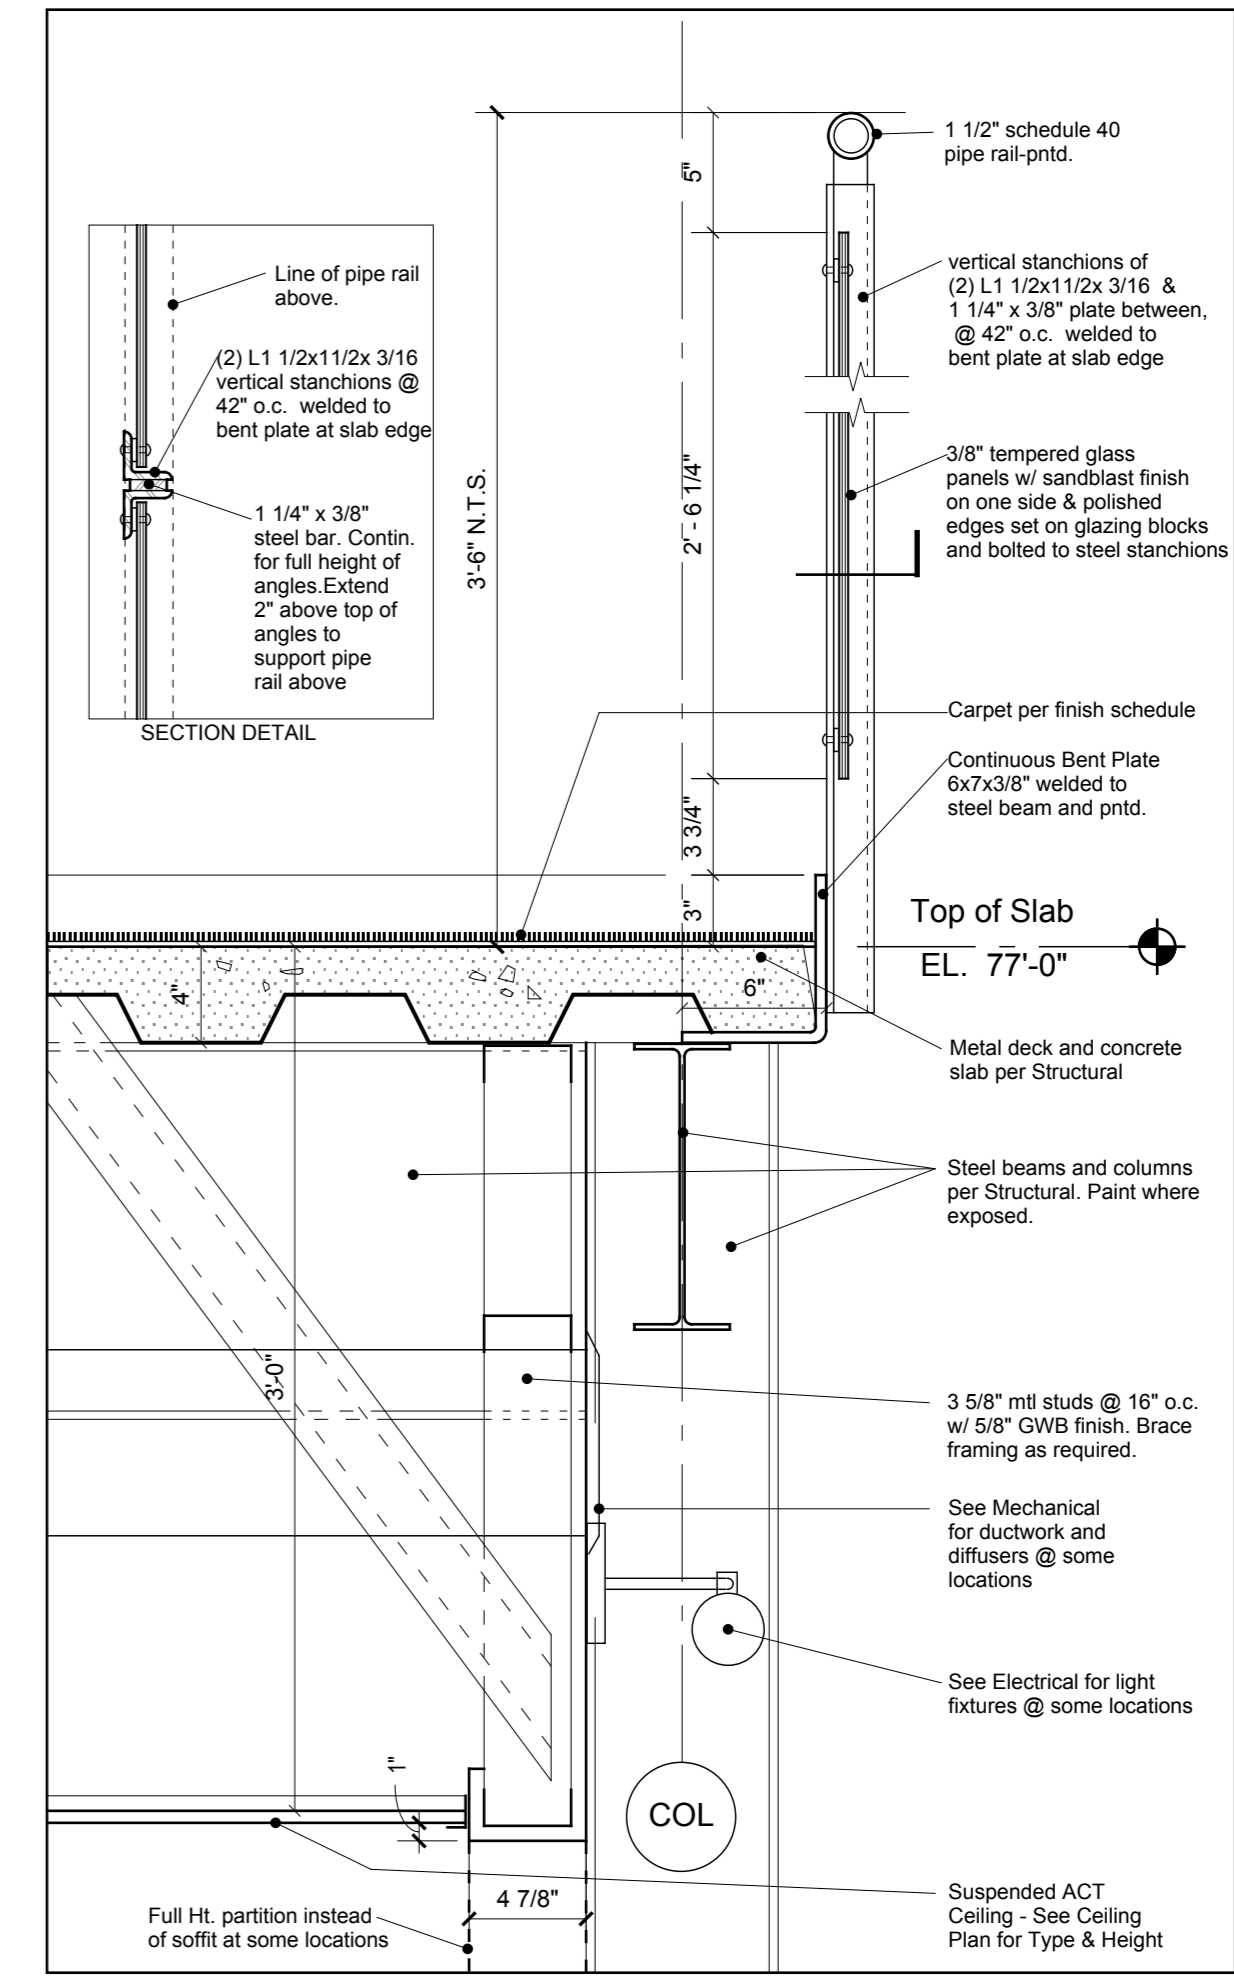 1 1/2" schedule 40
pipe rail-pntd.
5"
vertical stanchions of
(2) L1 1/2x11/2x 3/16 &
1 1/4" x 3/8" plate between,
@ 42" o.c. welded to
bent plate at slab edge
Line of pipe rail
above.
(2) L1 1/2x11/2x 3/16
vertical stanchions @
42" o.c. welded to
bent plate at slab edge
1 1/4" x 3/8"
steel bar. Contin.
for full height of
angles.Extend
2" above top of
angles to
support pipe
rail above
SECTION DETAIL
3'-6" N.T.S.
2' - 6 1/4"
3/8" tempered glass
panels w/ sandblast finish
on one side & polished
edges set on glazing blocks
and bolted to steel stanchions
Carpet per finish schedule
Continuous Bent Plate
6x7x3/8" welded to
steel beam and pntd.
3 3/4"
3"
Top of Slab
EL. 77'-0"
4"
6"
Metal deck and concrete
slab per Structural
Steel beams and columns
per Structural. Paint where
exposed.
3'-0"
3 5/8" mtl studs @ 16" o.c.
w/ 5/8" GWB finish. Brace
framing as required.
See Mechanical
for ductwork and
diffusers @ some
locations
See Electrical for light
fixtures @ some locations
1"
COL
4 7/8"
Full Ht. partition instead
of soffit at some locations
Suspended ACT
Ceiling - See Ceiling
Plan for Type & Height